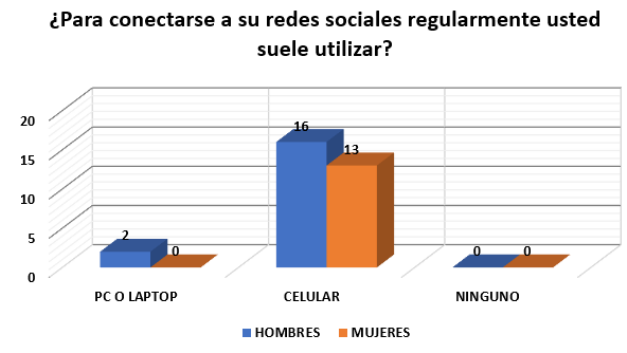 ¿Para conectarse a su redes sociales regularmente usted
suele utilizar?
20
15
10
5
0
2
0
16
13
0
0
PC O LAPTOP
CELULAR
NINGUNO
HOMBRES
MUJERES